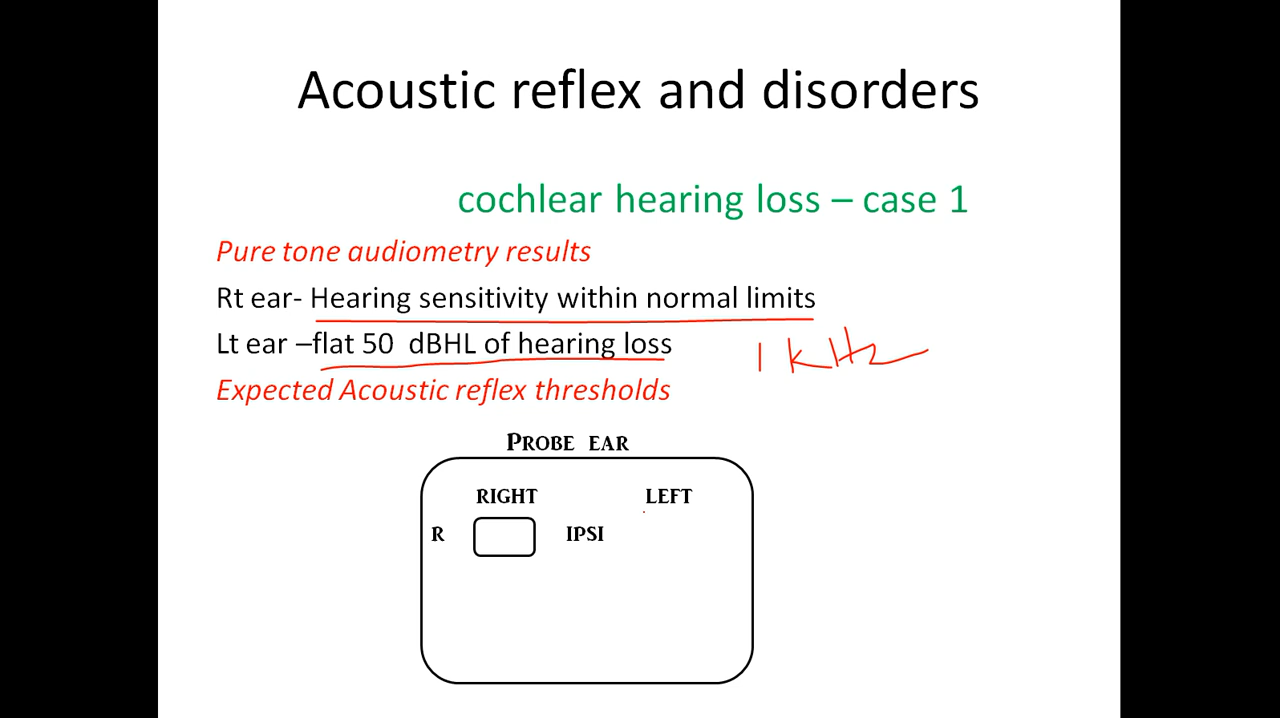 Acoustic reflex and disorders
cochlear hearing loss – case 1
Pure tone audiometry results
Rt ear- Hearing sensitivity within normal limits
Lt ear –flat 50 dBHL of hearing loss
1 kHz
Expected Acoustic reflex thresholds
PROBE EAR
RIGHT LEFT
R IPSI